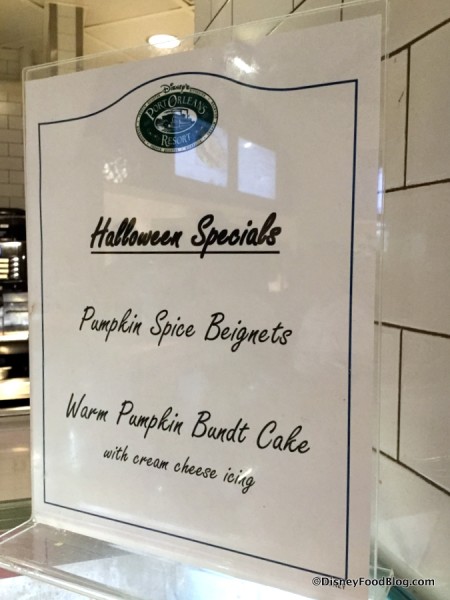 Disney's
PORT ORLEANS
RESORT
Halloween Specials
Pumpkin Spice Beignets
Warm Pumpkin Bundt Cake
with cream cheese icing
©DisneyFoodBlog.com